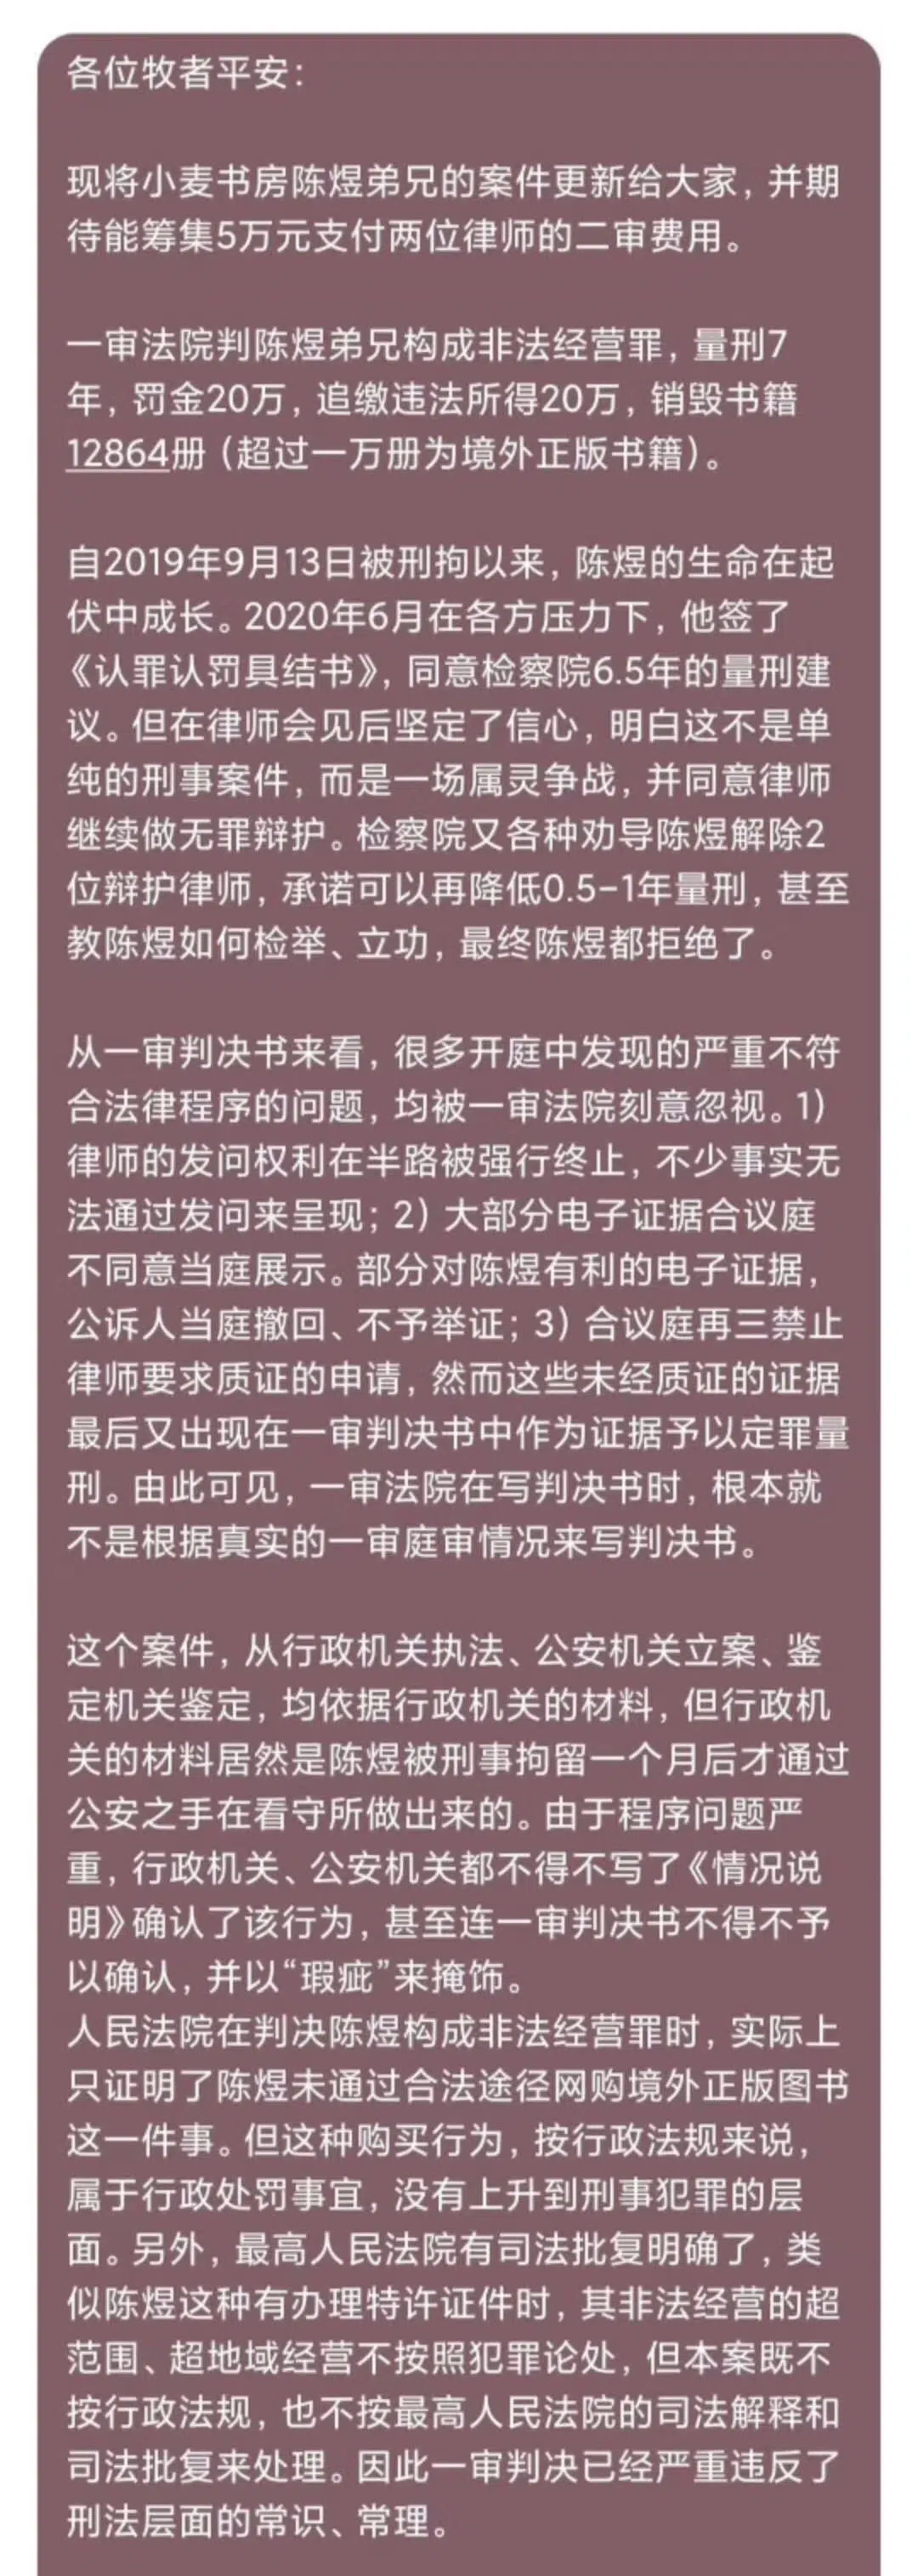 各位牧者平安：
现将小麦书房陈煜弟兄的案件更新给大家，并期
待能筹集5万元支付两位律师的二审费用。
一审法院判陈煜弟兄构成非法经营罪，量刑7
年，罚金20万，追缴违法所得20万，销毁书籍
12864册（超过一万册为境外正版书籍）。
自2019年9月13日被刑拘以来，陈煜的生命在起
伏中成长。2020年6月在各方压力下，他签了
《认罪认罚具结书》，同意检察院6.5年的量刑建
议。但在律师会见后坚定了信心，明白这不是单
纯的刑事案件，而是一场属灵争战，并同意律师
继续做无罪辩护。检察院又各种劝导陈煜解除2
位辩护律师，承诺可以再降低0.5-1年量刑，甚至
教陈煜如何检举、立功，最终陈煜都拒绝了。
从一审判决书来看，很多开庭中发现的严重不符
合法律程序的问题，均被一审法院刻意忽视。1）
律师的发问权利在半路被强行终止，不少事实无
法通过发问来呈现；2）大部分电子证据合议庭
不同意当庭展示。部分对陈煜有利的电子证据，
公诉人当庭撤回、不予举证；3）合议庭再三禁止
律师要求质证的申请，然而这些未经质证的证据
最后又出现在一审判决书中作为证据予以定罪量
刑。由此可见，一审法院在写判决书时，根本就
不是根据真实的一审庭审情况来写判决书。
这个案件，从行政机关执法、公安机关立案、鉴
定机关鉴定，均依据行政机关的材料，但行政机
关的材料居然是陈煜被刑事拘留一个月后才通过
公安之手在看守所做出来的。由于程序问题严
重，行政机关、公安机关都不得不写了《情况说
明》确认了该行为，甚至连一审判决书不得不予
以确认，并以“瑕疵”来掩饰。
人民法院在判决陈煜构成非法经营罪时，实际上
只证明了陈煜未通过合法途径网购境外正版图书
这一件事。但这种购买行为，按行政法规来说，
属于行政处罚事宜，没有上升到刑事犯罪的层
面。另外，最高人民法院有司法批复明确了，类
似陈煜这种有办理特许证件时，其非法经营的超
范围、超地域经营不按照犯罪论处，但本案既不
按行政法规，也不按最高人民法院的司法解释和
司法批复来处理。因此一审判决已经严重违反了
刑法层面的常识、常理。